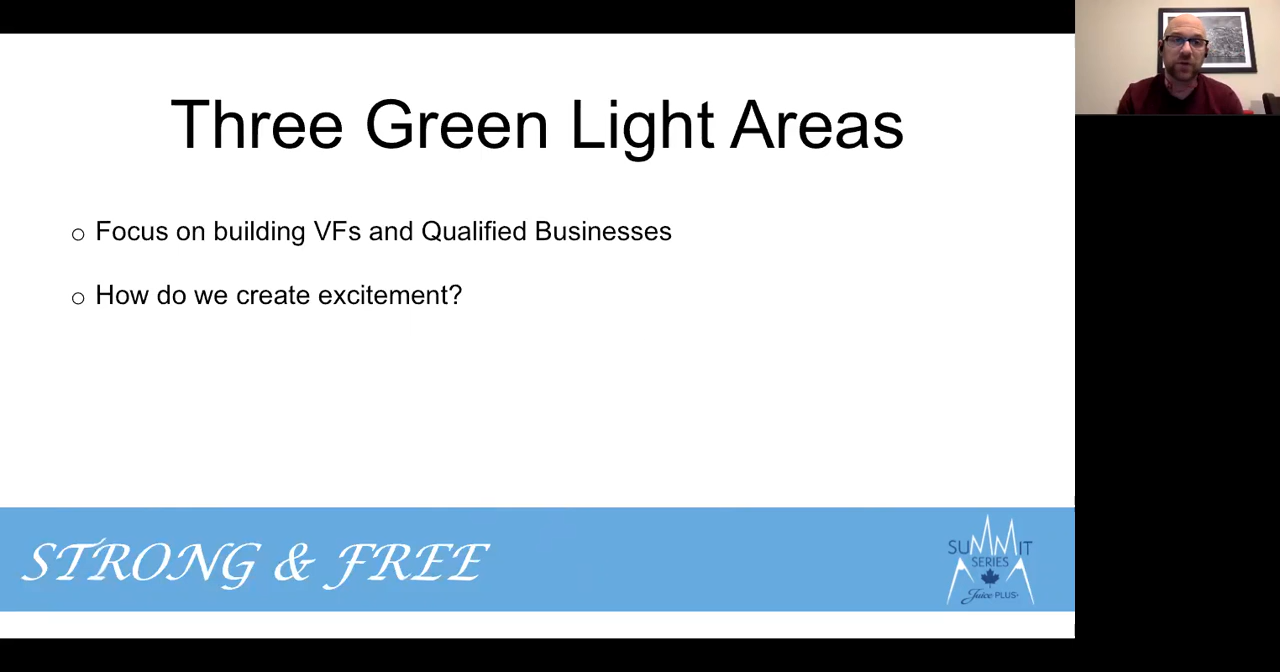 Three Green Light Areas
o Focus on building VFs and Qualified Businesses
o How do we create excitement?
STRONG & FREE
SUMMIT
SERIES
Juice PLUS+